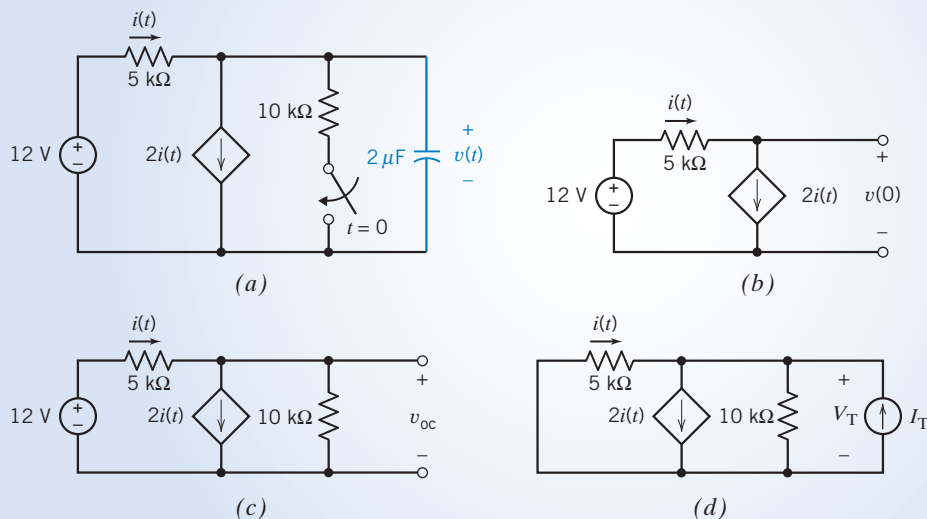 i(t)
5 kΩ
10 kΩ
12 V
+
−
2i(t)
2 μF
+
v(t)
−
t = 0
(a)
i(t)
5 kΩ
12 V
+
−
2i(t)
+
v(0)
−
(b)
i(t)
5 kΩ
12 V
+
−
2i(t)
10 kΩ
+
voc
−
(c)
i(t)
5 kΩ
2i(t)
10 kΩ
+
VT
−
IT
(d)